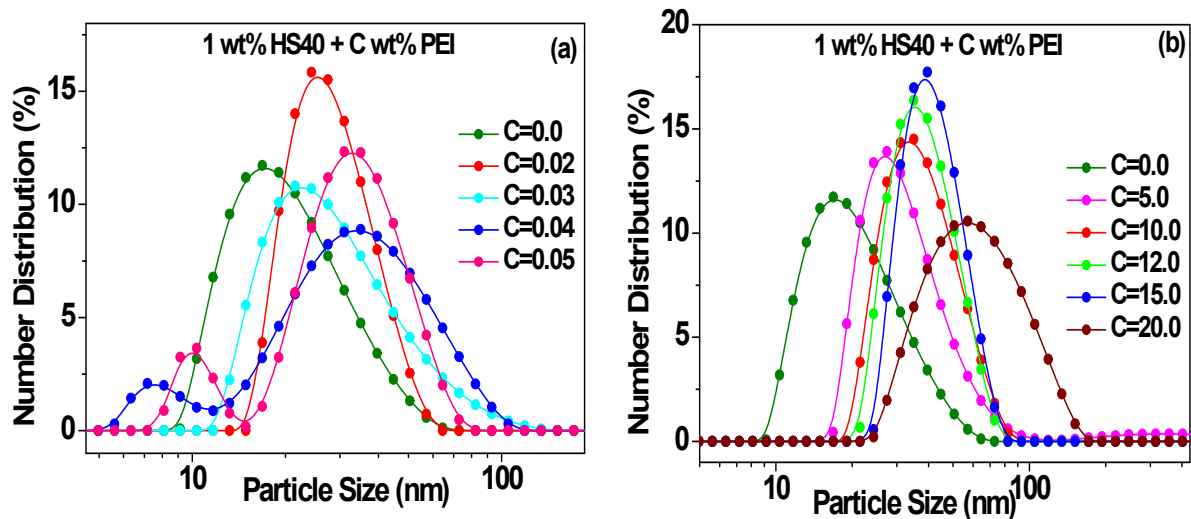 1 wt% HS40 + C wt% PEI
(a)
Number Distribution (%)
15
10
5
0
C=0.0
C=0.02
C=0.03
C=0.04
C=0.05
10
100
Particle Size (nm)
1 wt% HS40 + C wt% PEI
(b)
Number Distribution (%)
20
15
10
5
0
C=0.0
C=5.0
C=10.0
C=12.0
C=15.0
C=20.0
10
100
Particle Size (nm)